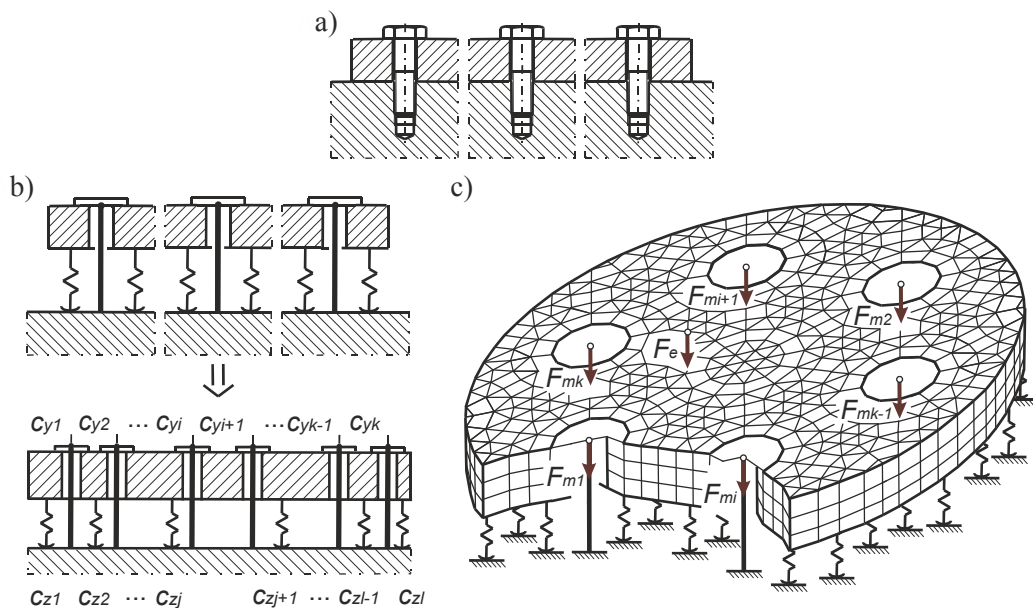 a)
b)
c)
Fmi+1
Fm2
Fe
Fmk
Fmk-1
Cy1 Cy2 ... Cyi Cyi+1 ... Cyk-1 Cyk
Fm1
Fmi
Cz1 Cz2 ... Czj Czj+1 ... Czl-1 Czl